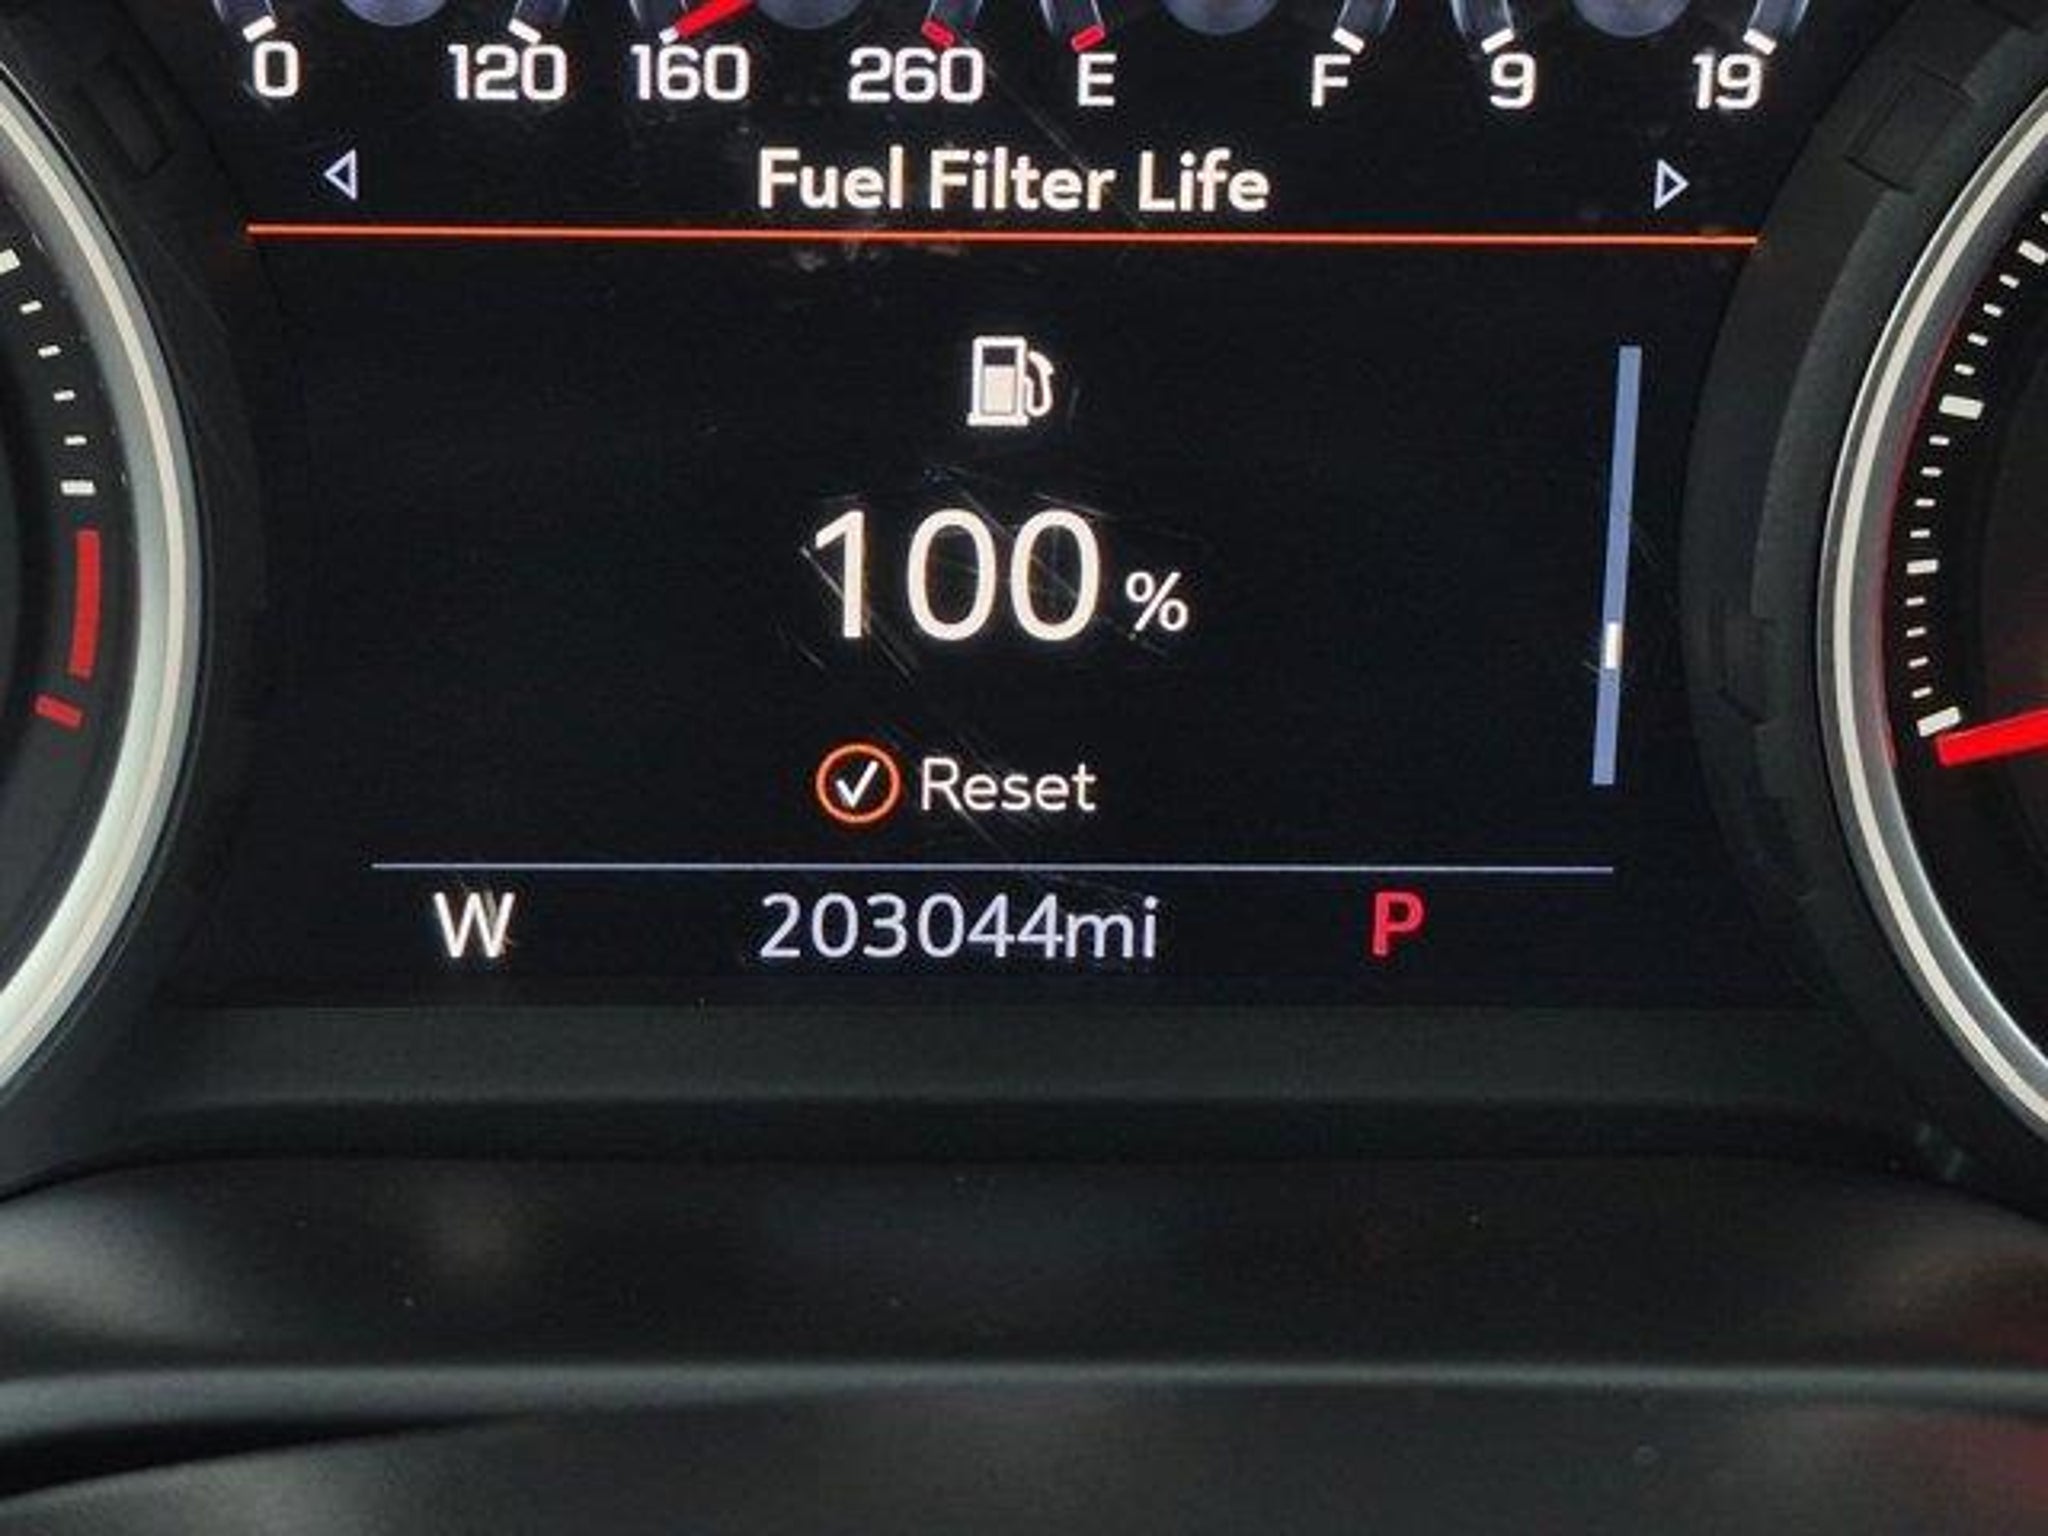 0 120 160 260 E F 9 19
Fuel Filter Life
100 %
Reset
W 203044mi P